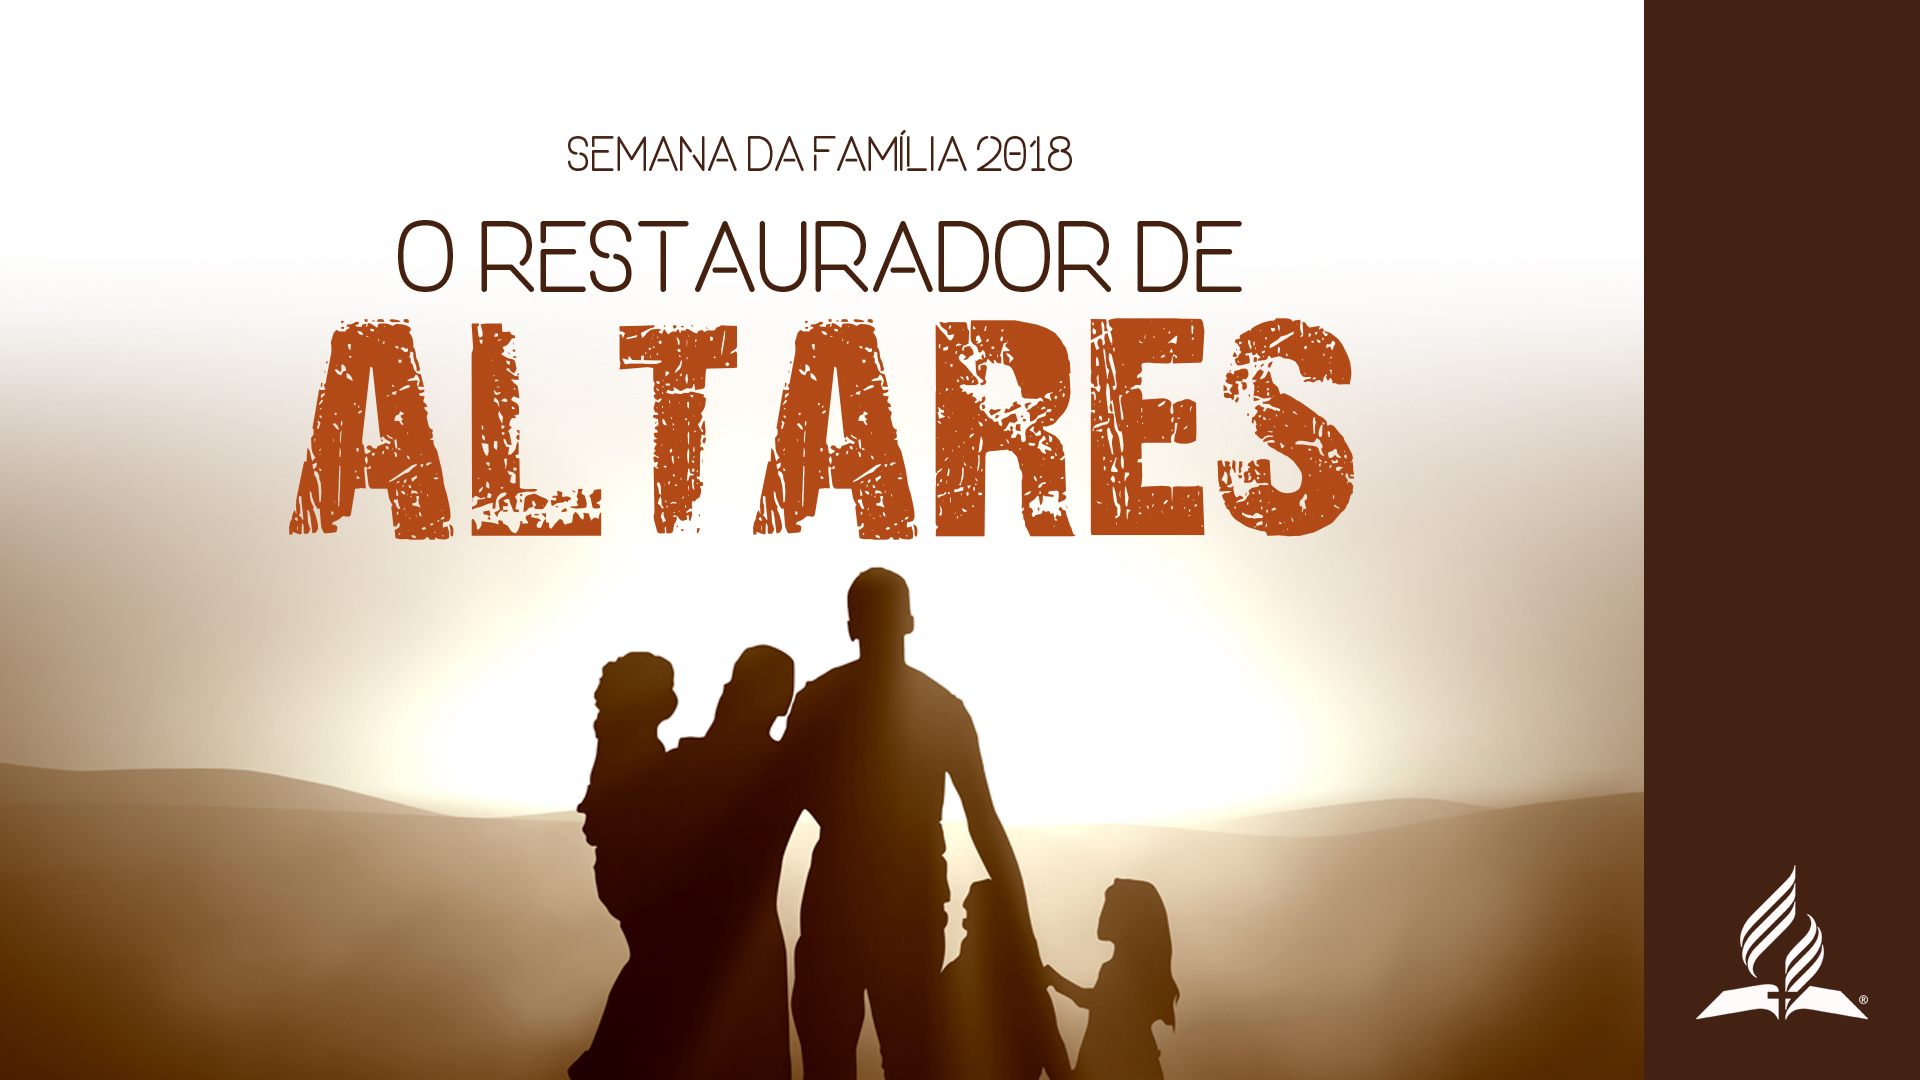 SEMANA DA FAMÍLIA 2018
O RESTAURADOR DE
ALTARES
®